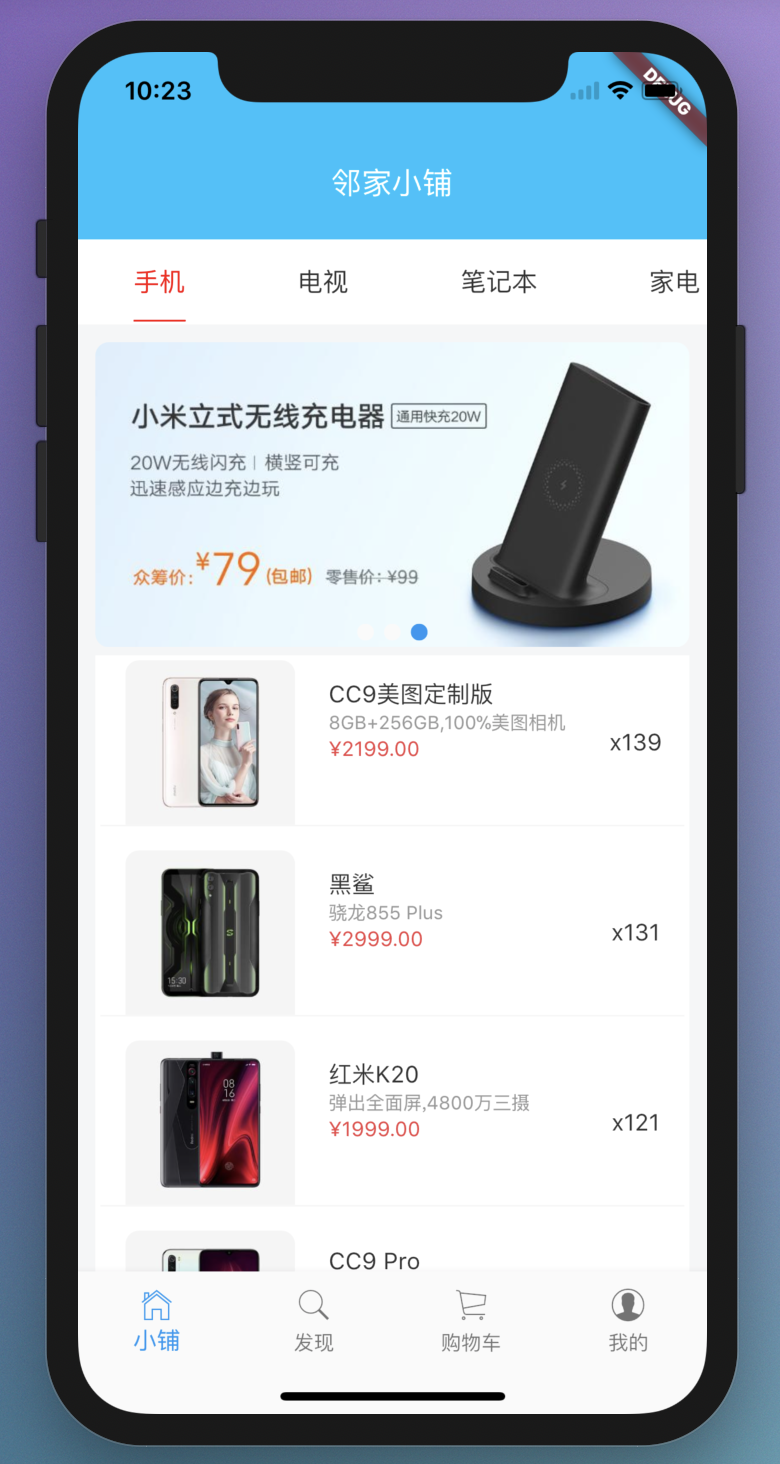 10:23
DEBUG
邻家小铺
手机
电视
笔记本
家电
小米立式无线充电器 通用快充20W
20W无线闪充 | 横竖可充
迅速感应边充边玩
众筹价: ¥79 (包邮) 零售价: ¥99
CC9美图定制版
8GB+256GB,100%美图相机
¥2199.00
x139
黑鲨
骁龙855 Plus
¥2999.00
x131
15:30
红米K20
弹出全面屏,4800万三摄
¥1999.00
x121
08
16
CC9 Pro
小铺
发现
购物车
我的